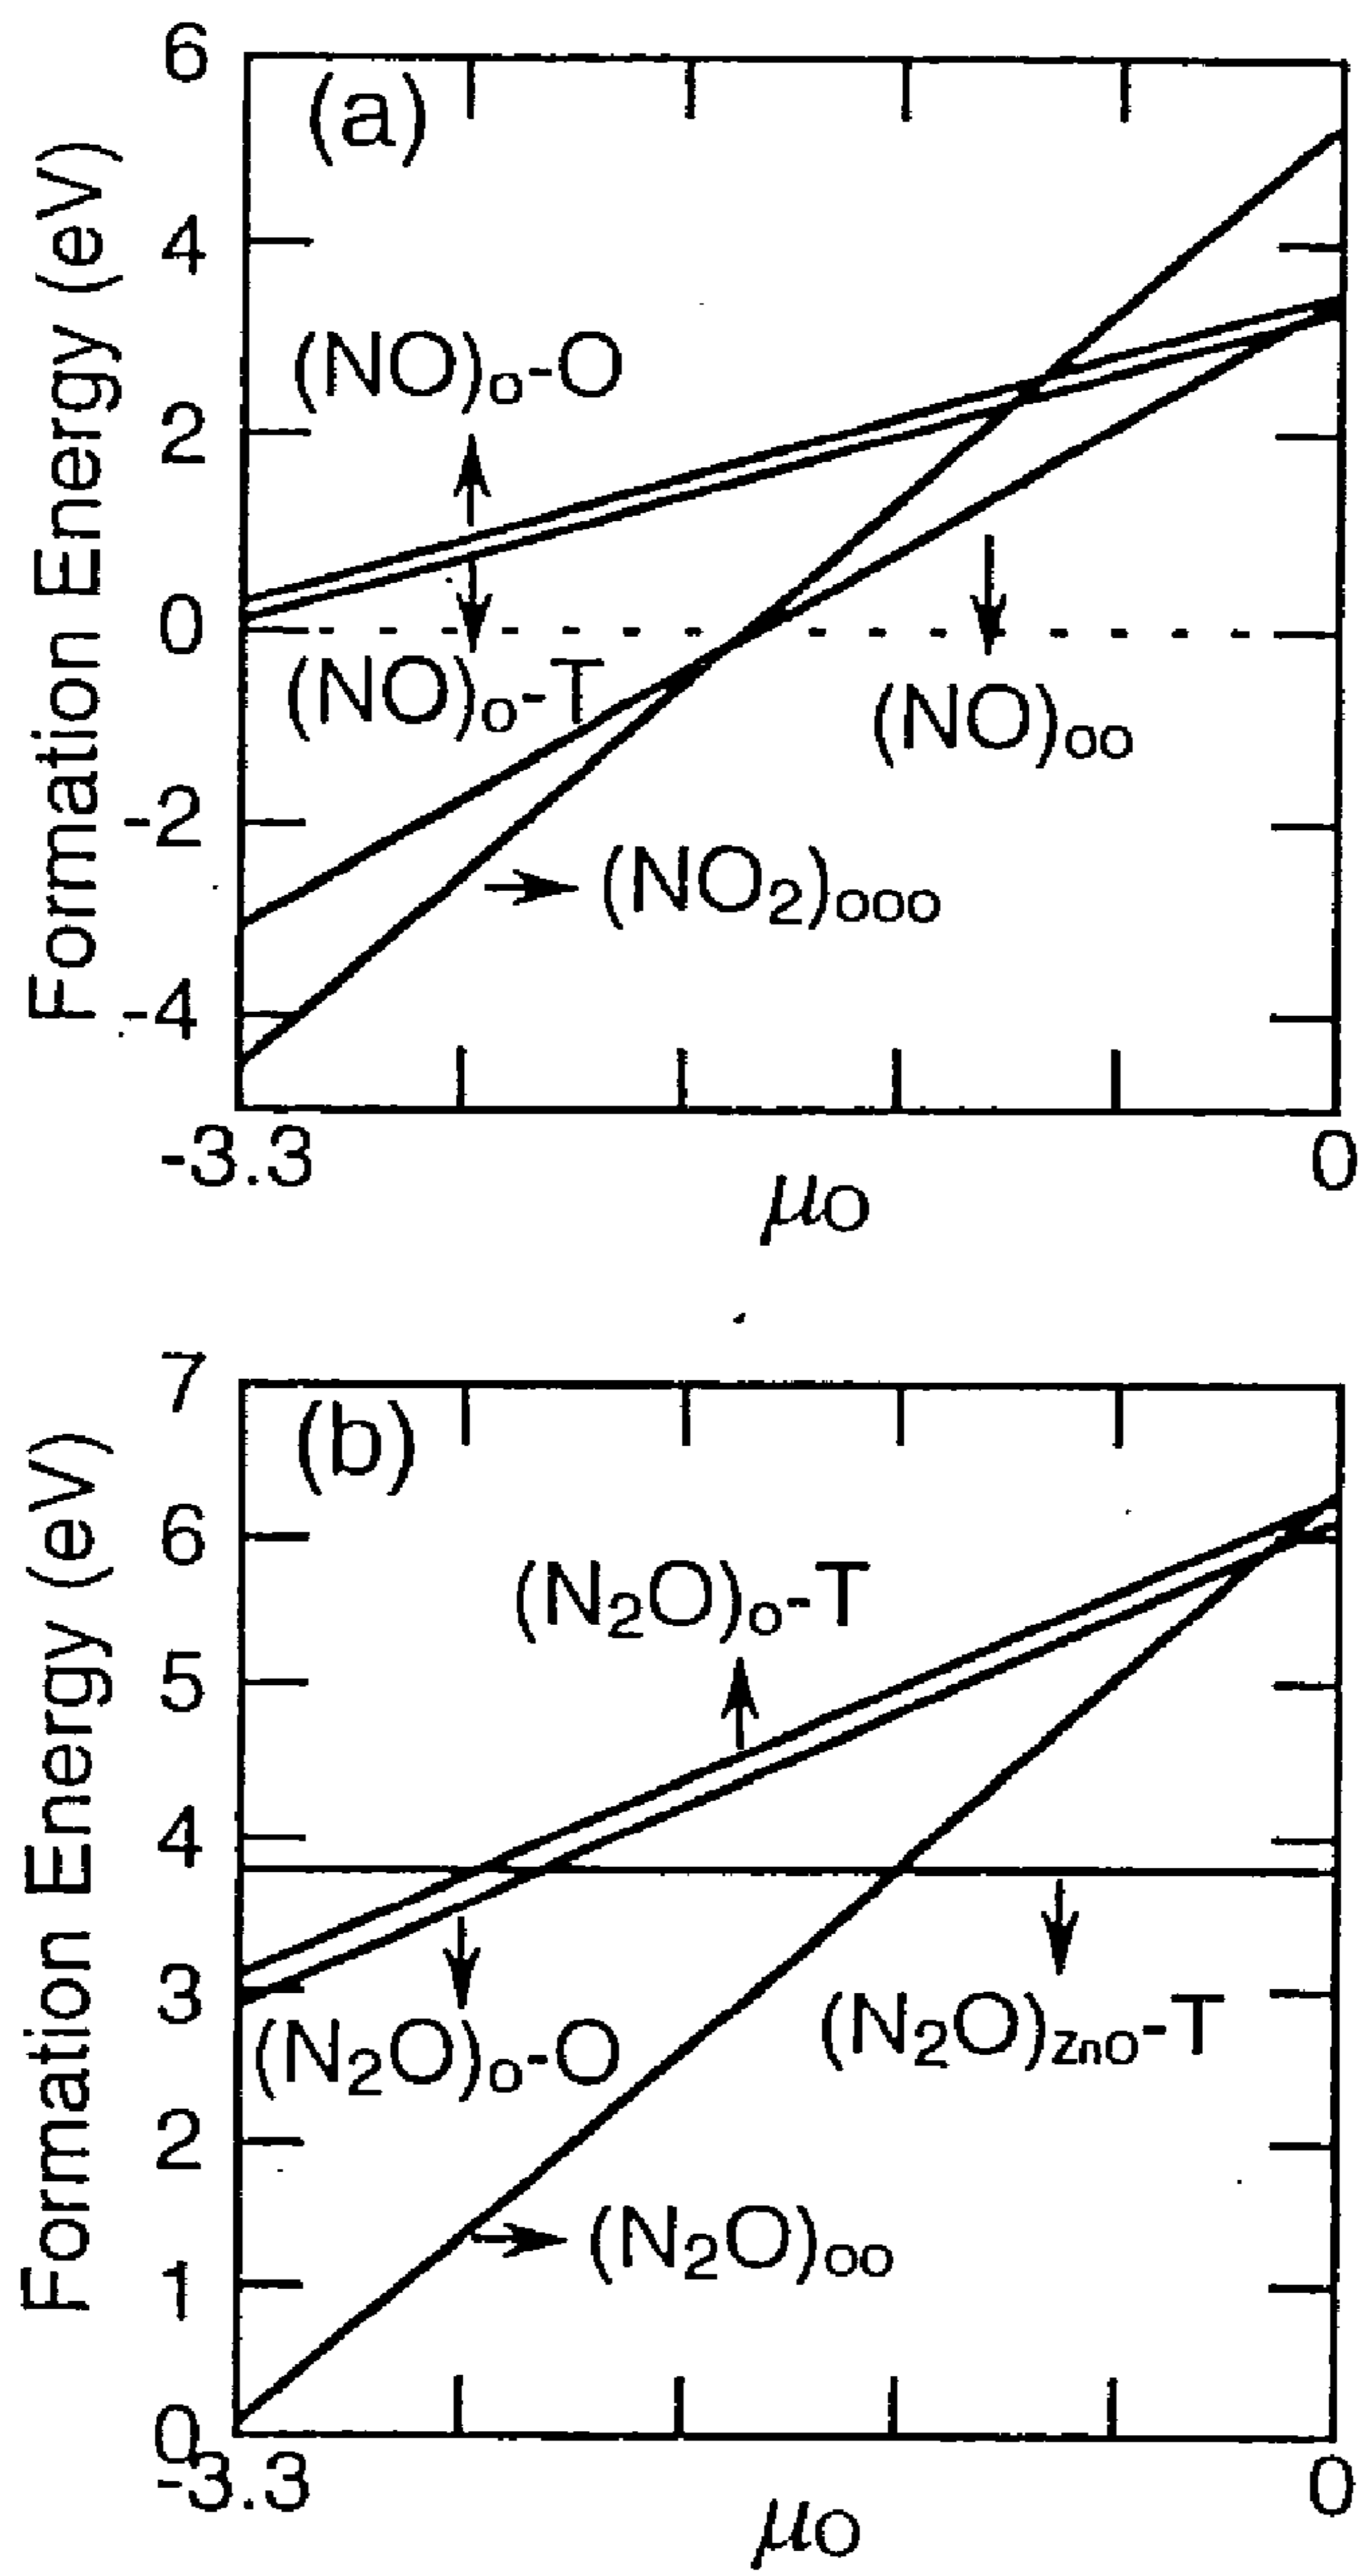 6
(a)
4
(NO)O-O
2
0
(NO)O-T
(NO)OO
-2
(NO2)OOO
-4
Formation Energy (eV)
-3.3
0
μO
7
(b)
6
(N2O)O-T
5
4
3
(N2O)O-O
(N2O)ZnO-T
2
(N2O)OO
1
0
Formation Energy (eV)
-3.3
0
μO